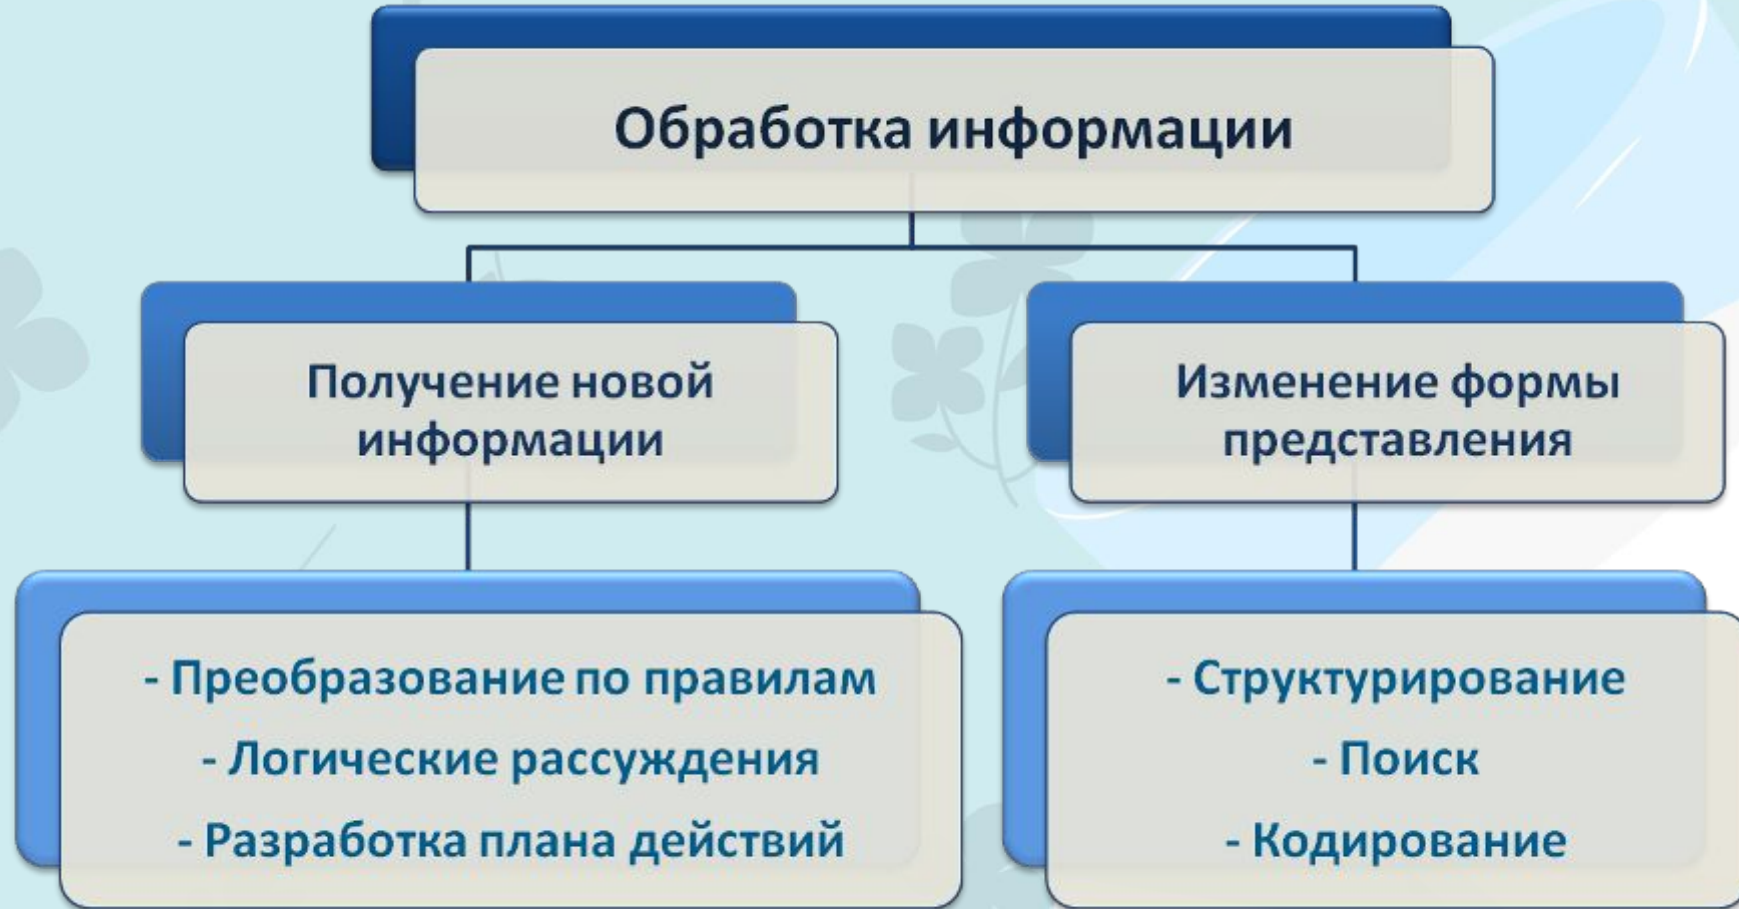 Обработка информации
Получение новой
информации
Изменение формы
представления
- Преобразование по правилам
- Логические рассуждения
- Разработка плана действий
- Структурирование
- Поиск
- Кодирование